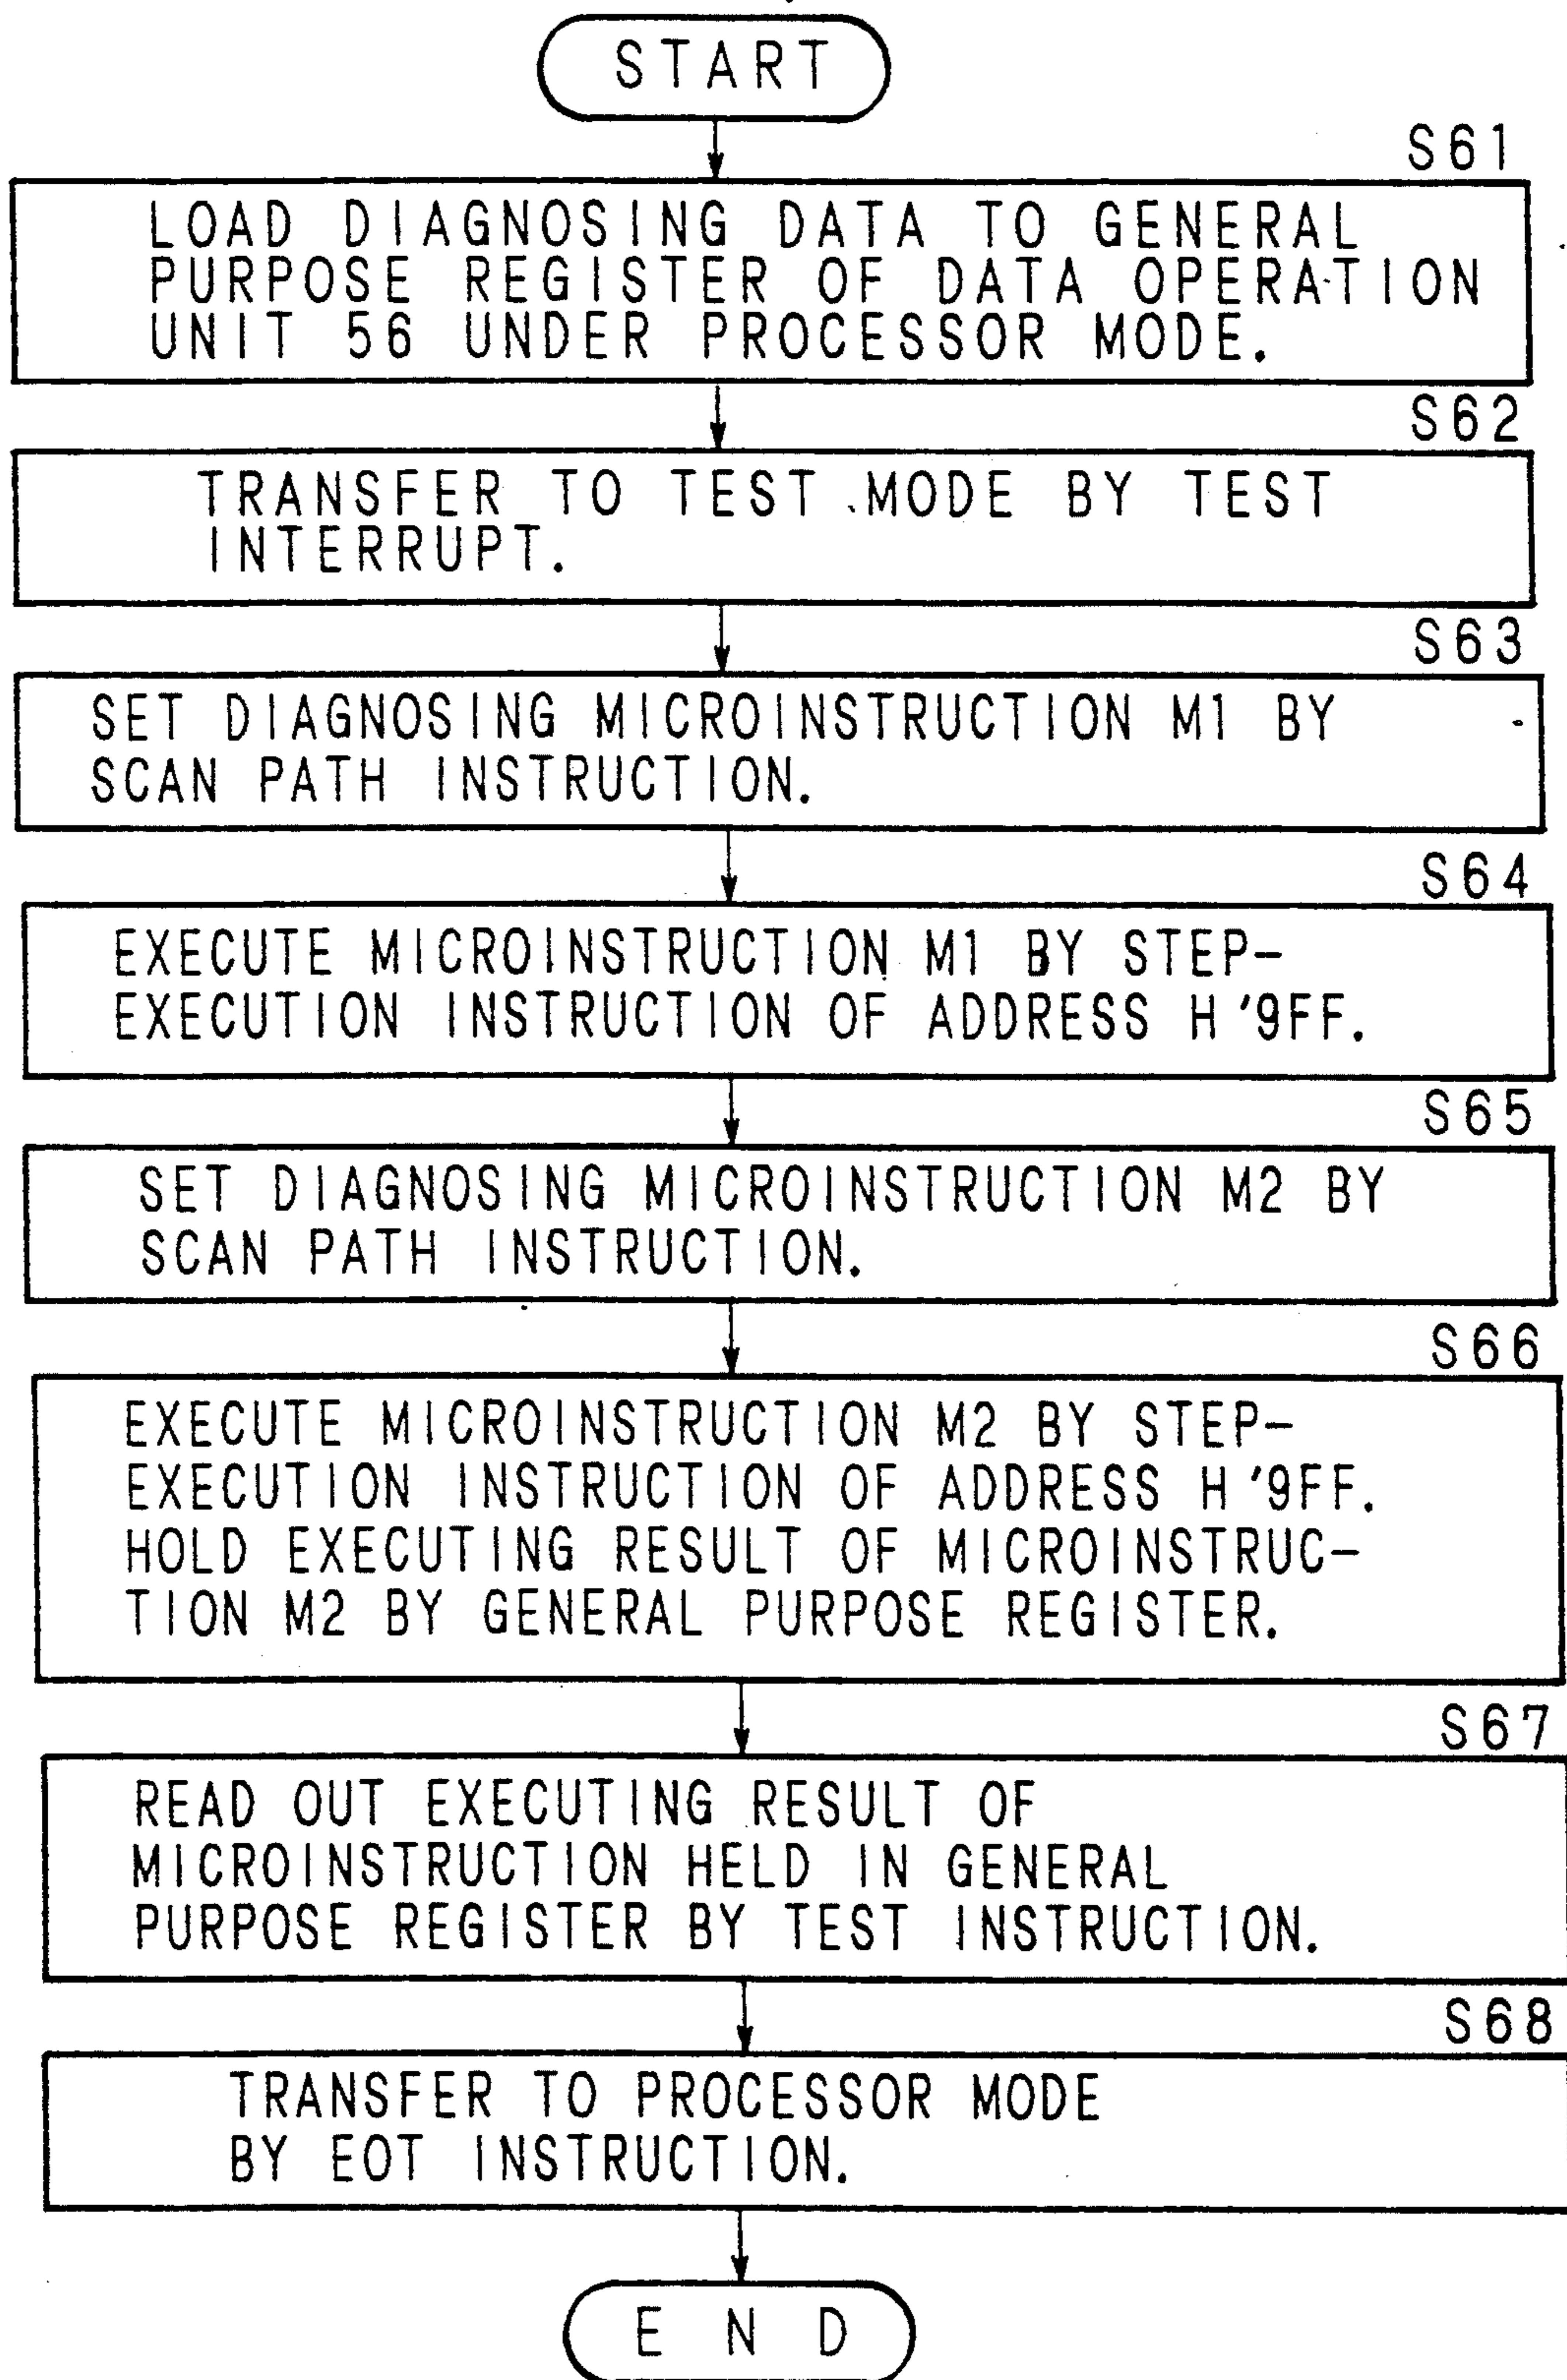 START
S61
LOAD DIAGNOSING DATA TO GENERAL
PURPOSE REGISTER OF DATA OPERATION
UNIT 56 UNDER PROCESSOR MODE.
S62
TRANSFER TO TEST MODE BY TEST
INTERRUPT.
S63
SET DIAGNOSING MICROINSTRUCTION M1 BY
SCAN PATH INSTRUCTION.
S64
EXECUTE MICROINSTRUCTION M1 BY STEP-
EXECUTION INSTRUCTION OF ADDRESS H'9FF.
S65
SET DIAGNOSING MICROINSTRUCTION M2 BY
SCAN PATH INSTRUCTION.
S66
EXECUTE MICROINSTRUCTION M2 BY STEP-
EXECUTION INSTRUCTION OF ADDRESS H'9FF.
HOLD EXECUTING RESULT OF MICROINSTRUC-
TION M2 BY GENERAL PURPOSE REGISTER.
S67
READ OUT EXECUTING RESULT OF
MICROINSTRUCTION HELD IN GENERAL
PURPOSE REGISTER BY TEST INSTRUCTION.
S68
TRANSFER TO PROCESSOR MODE
BY EOT INSTRUCTION.
END